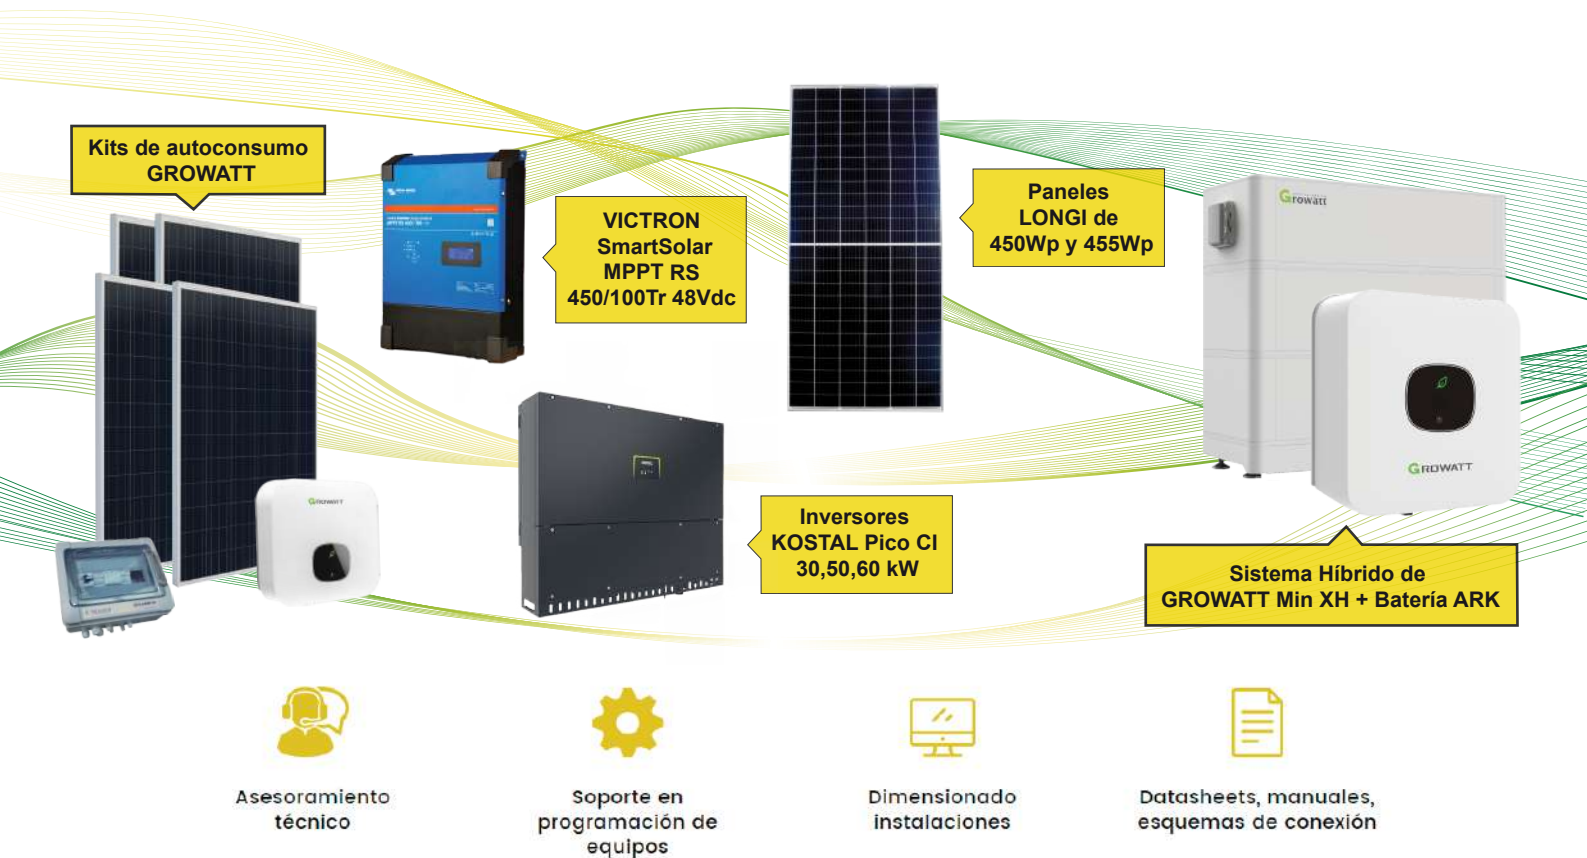 Kits de autoconsumo
GROWATT
VICTRON
SmartSolar
MPPT RS
450/100Tr 48Vdc
Paneles
LONGI de
450Wp y 455Wp
Growatt
GROWATT
GROWATT
Inversores
KOSTAL Pico CI
30,50,60 kW
Sistema Híbrido de
GROWATT Min XH + Batería ARK
Asesoramiento
técnico
Soporte en
programación de
equipos
Dimensionado
instalaciones
Datasheets, manuales,
esquemas de conexión